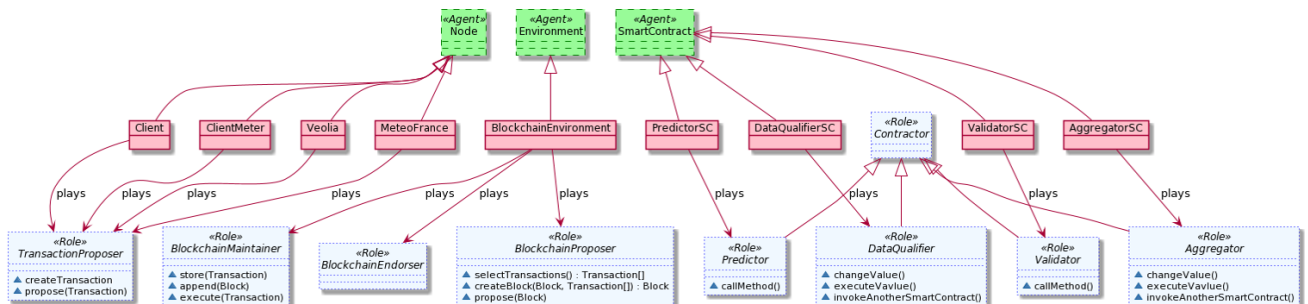 «Agent»
Node
«Agent»
Environment
«Agent»
SmartContract
Client
ClientMeter
Veolia
MeteoFrance
BlockchainEnvironment
PredictorSC
DataQualifierSC
«Role»
Contractor
ValidatorSC
AggregatorSC
plays
plays
plays
plays
plays
plays
plays
plays
plays
plays
plays
«Role»
TransactionProposer
createTransaction
propose(Transaction)
«Role»
BlockchainMaintainer
store(Transaction)
append(Block)
execute(Transaction)
«Role»
BlockchainEndorser
«Role»
BlockchainProposer
selectTransactions() : Transaction[]
createBlock(Block, Transaction[]) : Block
propose(Block)
«Role»
Predictor
callMethod()
«Role»
DataQualifier
changeValue()
executeVavlue()
invokeAnotherSmartContract()
«Role»
Validator
callMethod()
«Role»
Aggregator
changeValue()
executeVavlue()
invokeAnotherSmartContract()